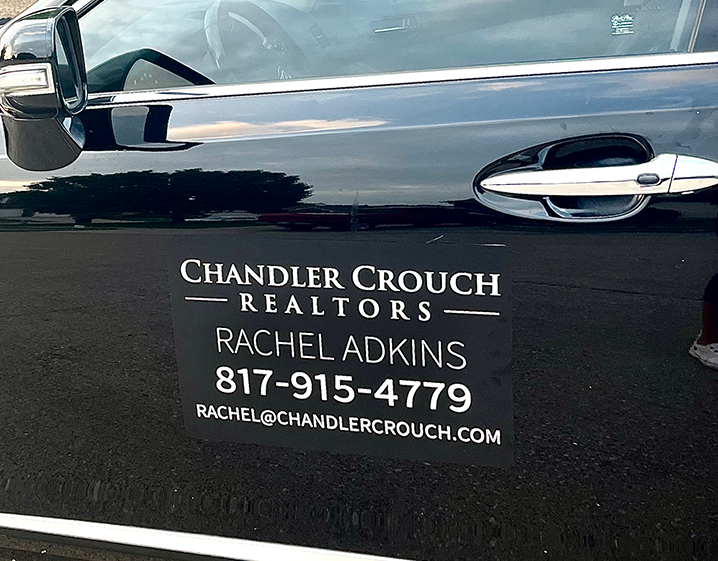 CHANDLER CROUCH
REALTORS
RACHEL ADKINS
817-915-4779
RACHEL@CHANDLERCROUCH.COM